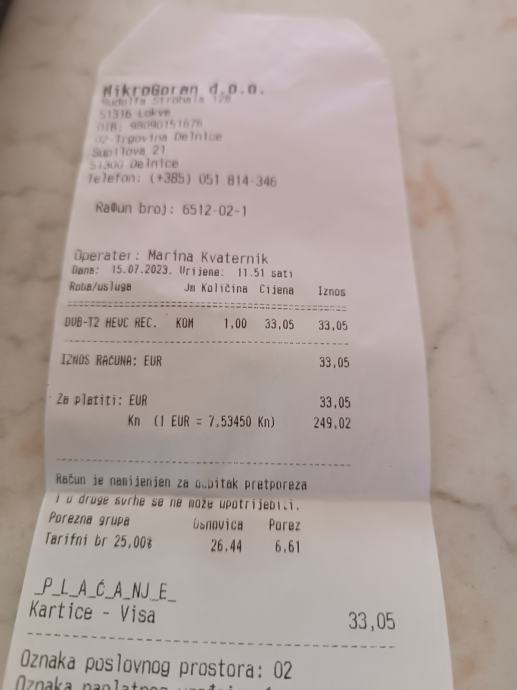 MikroGoran d.o.o.
Rudolfa Strohala 128
51316 Lokve
OIB: 98090151676
02-Trgovina Delnice
Supilova 21
51300 Delnice
Telefon: (+385) 051 814-346
Račun broj: 6512-02-1
Operater: Marina Kvaternik
Dana: 15.07.2023. Vrijeme: 11.51 sati
Roba/usluga Jm Količina Cijena Iznos
DVB-T2 HEVC REC. KOM 1,00 33,05 33,05
IZNOS RAČUNA: EUR 33,05
Za platiti: EUR 33,05
Kn (1 EUR = 7,53450 Kn) 249,02
Račun je namijenjen za odbitak pretporeza
i u druge svrhe se ne može upotrijebiti.
Porezna grupa Osnovica Porez
Tarifni br 25,00% 26,44 6,61
_P_L_A_Ć_A_NJ_E_
Kartice - Visa 33,05
Oznaka poslovnog prostora: 02